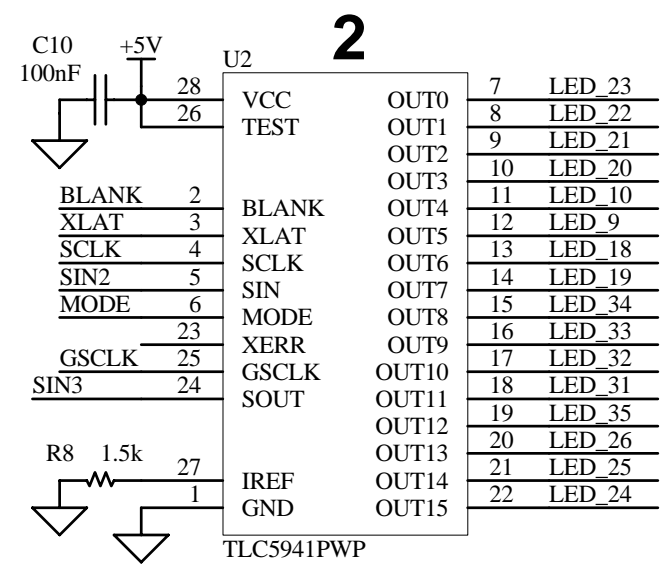 2
C10
+5V
U2
100nF
28 VCC OUT0 7 LED_23
26 TEST OUT1 8 LED_22
OUT2 9 LED_21
OUT3 10 LED_20
BLANK 2 BLANK OUT4 11 LED_10
XLAT 3 XLAT OUT5 12 LED_9
SCLK 4 SCLK OUT6 13 LED_18
SIN2 5 SIN OUT7 14 LED_19
MODE 6 MODE OUT8 15 LED_34
23 XERR OUT9 16 LED_33
GSCLK 25 GSCLK OUT10 17 LED_32
SIN3 24 SOUT OUT11 18 LED_31
OUT12 19 LED_35
OUT13 20 LED_26
R8 1.5k 27 IREF OUT14 21 LED_25
1 GND OUT15 22 LED_24
TLC5941PWP